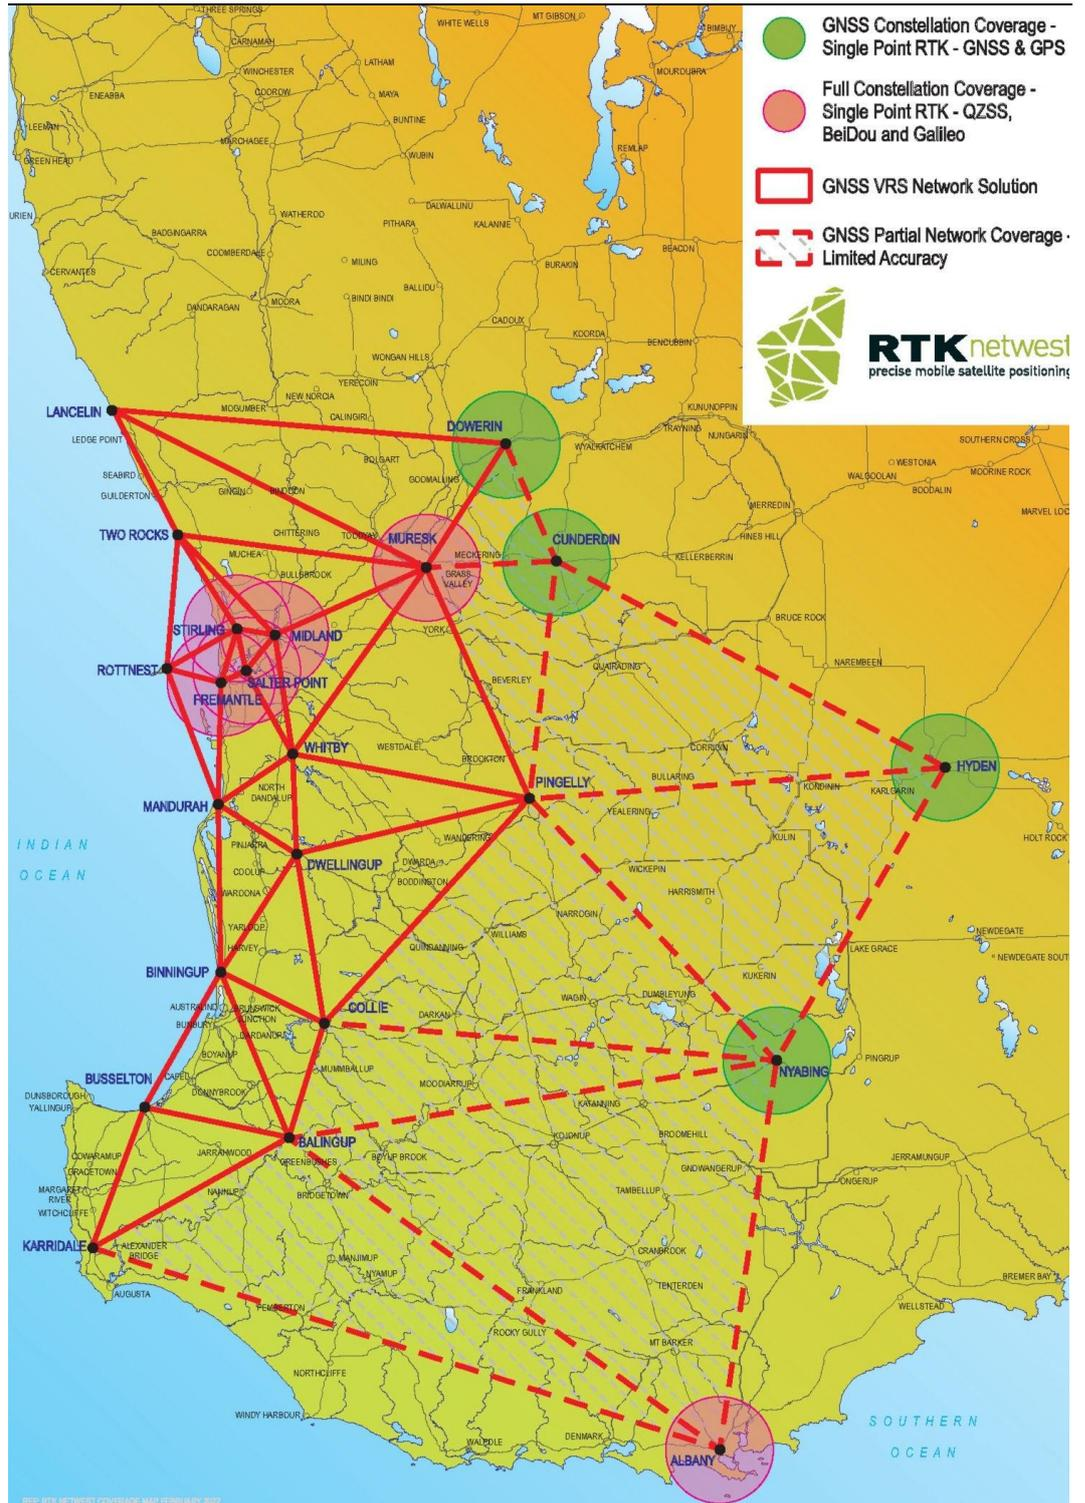 THREE SPRINGS
WHITE WELLS
MT GIBSON
BIMBIJY
CARNAMAH
LATHAM
WINCHESTER
MOUROUBRA
ENEABBA
COOROW
MAYA
LEEMAN
BUNTINE
MARCHAGEE
GREEN HEAD
WUBIN
REMLAP
DALWALLINU
URIEN
WATHEROO
PITHARA
KALANNIE
BADGINGARRA
COOMBERDALE
BEACON
MILING
BURAKIN
CERVANTES
BALLIDU
DANDARAGAN
MOORA
BINDI BINDI
CADOUX
KOORDA
BENCUBBIN
WONGAN HILLS
YERECOIN
GNSS Constellation Coverage -
Single Point RTK - GNSS & GPS
Full Constellation Coverage -
Single Point RTK - QZSS,
BeiDou and Galileo
GNSS VRS Network Solution
GNSS Partial Network Coverage -
Limited Accuracy
RTK netwest
precise mobile satellite positioning
NEW NORCIA
LANCELIN
MOGUMBER
CALINGIRI
DOWERIN
KUNUNOPPIN
TRAYNING
NUNGARIN
LEDGE POINT
WYALKATCHEM
SOUTHERN CROSS
BOLGART
WESTONIA
SEABIRD
GOOMALLING
WALGOOLAN
MOORINE ROCK
GUILDERTON
GINGIN
BINDOON
BOODALIN
MERREDIN
MARVEL LOC
TWO ROCKS
CHITTERING
TOODYAY
MURESK
CUNDERDIN
HINES HILL
MUCHEA
MECKERING
KELLERBERRIN
BULLSBROOK
GRASS
VALLEY
BRUCE ROCK
STIRLING
MIDLAND
YORK
ROTTNEST
QUAIRADING
NAREMBEEN
SALTER POINT
BEVERLEY
FREMANTLE
WHITBY
WESTDALE
CORRIGIN
BROOKTON
HYDEN
PINGELLY
BULLARING
NORTH
DANDALUP
KONDININ
KARLGARIN
MANDURAH
YEALERING
INDIAN
OCEAN
PINJARRA
WANDERING
KULIN
HOLT ROCK
DWELLINGUP
DWARDA
COOLUP
WICKEPIN
BODDINGTON
WAROONA
HARRISMITH
NARROGIN
YARLOOP
WILLIAMS
NEWDEGATE
HARVEY
QUINDANNING
LAKE GRACE
NEWDEGATE SOUT
BINNINGUP
KUKERIN
WAGIN
DUMBLEYUNG
AUSTRALIND
BRUNSWICK
JUNCTION
COLLIE
DARKAN
BUNBURY
DARDANUP
BOYANUP
PINGRUP
MUMMBALLUP
NYABING
BUSSELTON
CAPEL
MOODIARRUP
DUNSBOROUGH
DONNYBROOK
YALLINGUP
KATANNING
KOJONUP
BROOMEHILL
BALINGUP
COWARAMUP
JARRAHWOOD
GREENBUSHES
BOYUP BROOK
JERRAMUNGUP
GRACETOWN
GNOWANGERUP
ONGERUP
MARGARET
RIVER
NANNUP
BRIDGETOWN
TAMBELLUP
WITCHCLIFFE
KARRIDALE
ALEXANDER
BRIDGE
CRANBROOK
MANJIMUP
NYAMUP
TENTERDEN
BREMER BAY
AUGUSTA
FRANKLAND
WELLSTEAD
PEMBERTON
ROCKY GULLY
MT BARKER
NORTHCLIFFE
WINDY HARBOUR
DENMARK
SOUTHERN
OCEAN
WALPOLE
ALBANY